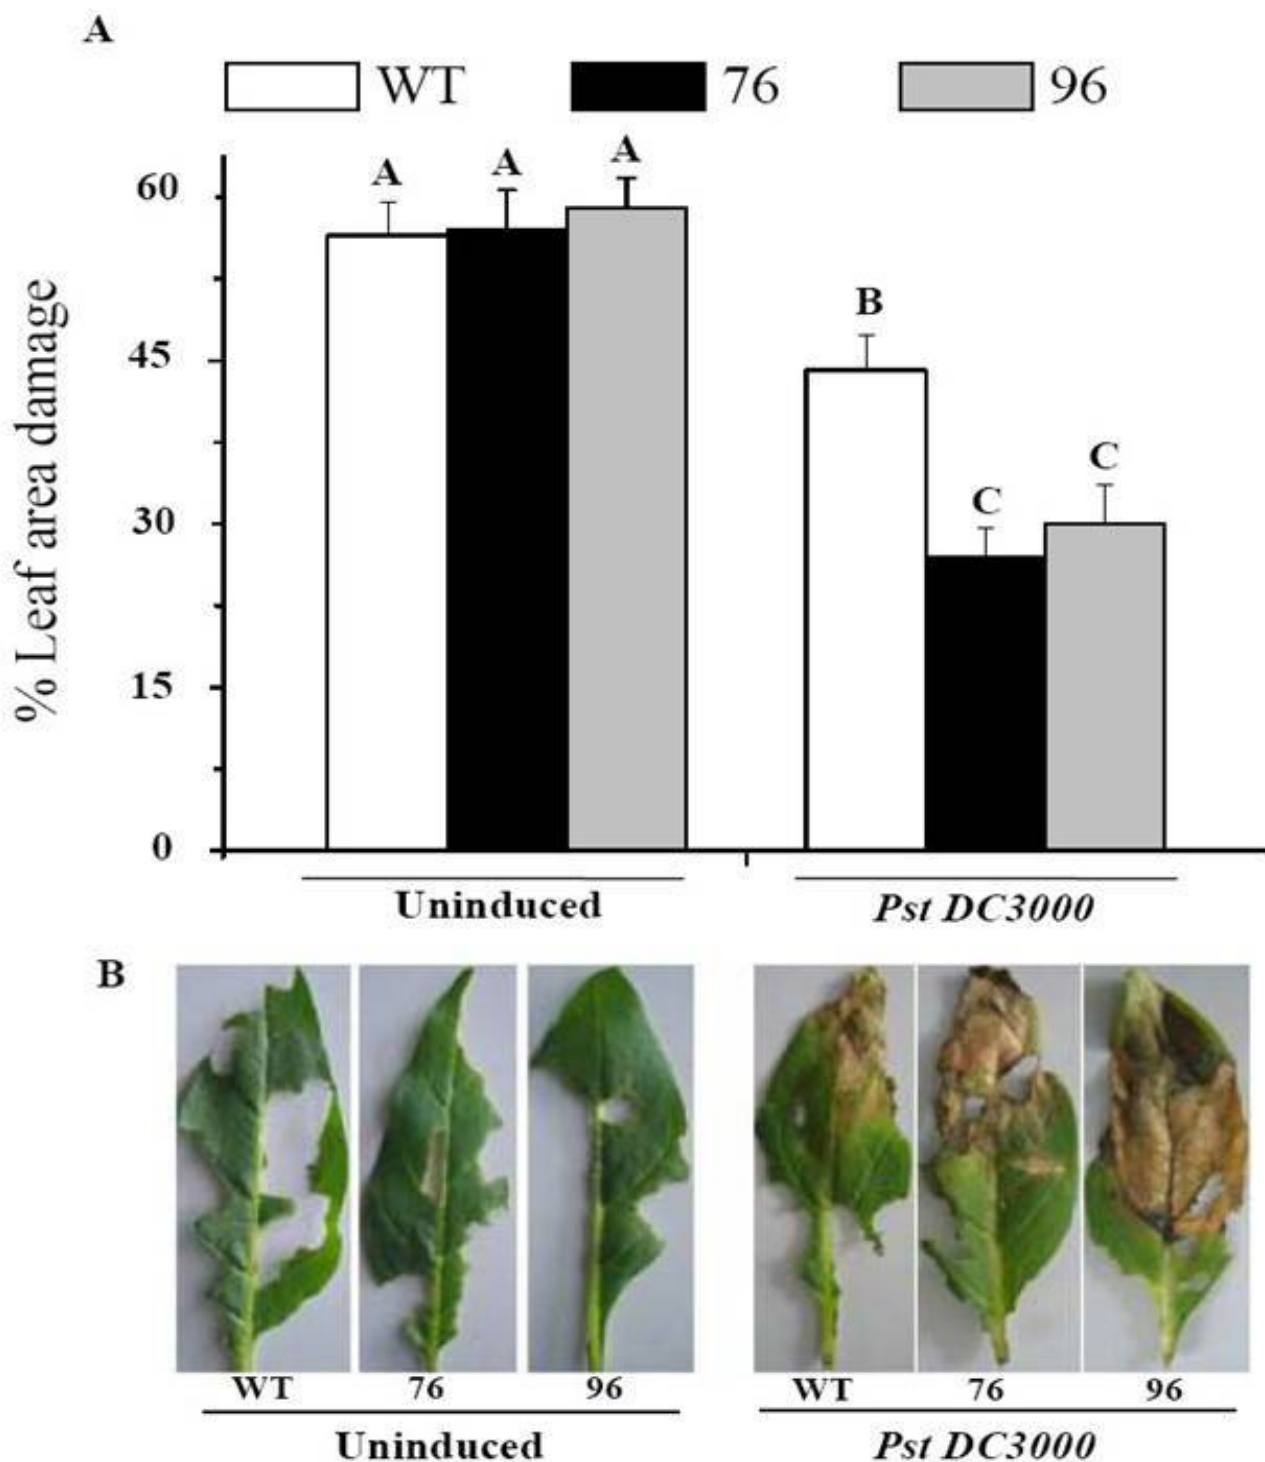 A
WT 76 96
A A A
B
C
C
60
45
30
15
0
% Leaf area damage
Uninduced Pst DC3000
B
WT 76 96 WT 76 96
Uninduced Pst DC3000